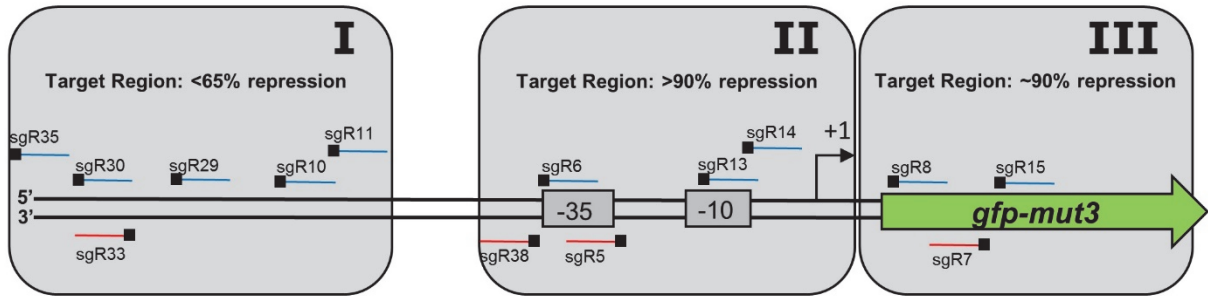 I
II
III
Target Region: <65% repression
Target Region: >90% repression
Target Region: ~90% repression
sgR35
sgR30
sgR29
sgR10
sgR11
sgR6
sgR13
sgR14
+1
sgR8
sgR15
5'
3'
-35
-10
gfp-mut3
sgR33
sgR38
sgR5
sgR7